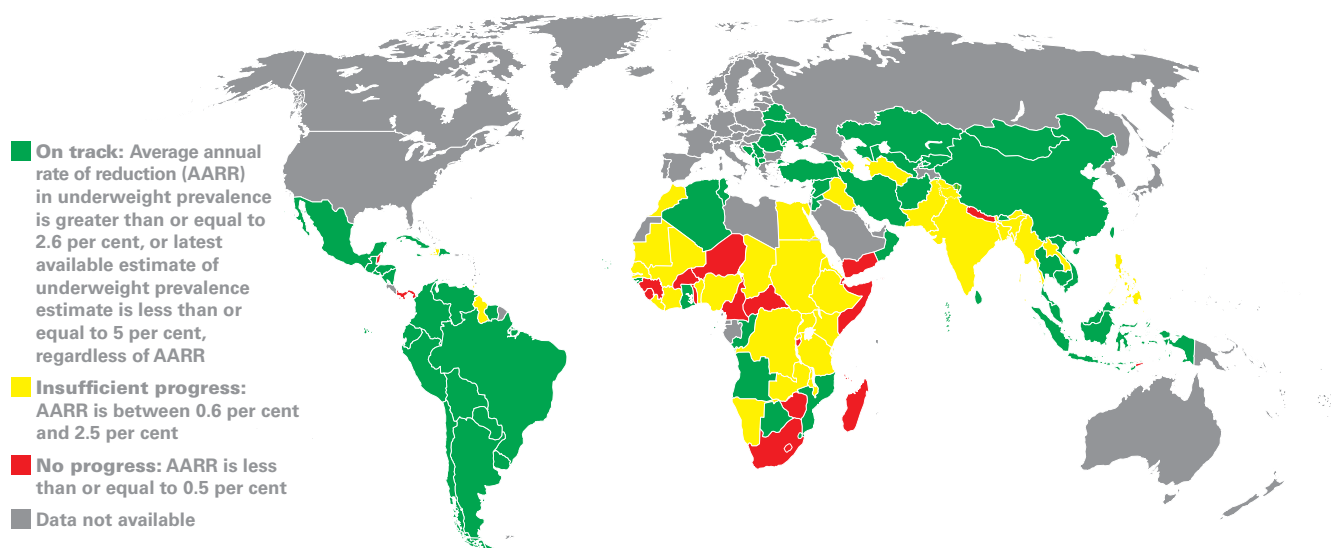 On track: Average annual
rate of reduction (AARR)
in underweight prevalence
is greater than or equal to
2.6 per cent, or latest
available estimate of
underweight prevalence
estimate is less than or
equal to 5 per cent,
regardless of AARR
Insufficient progress:
AARR is between 0.6 per cent
and 2.5 per cent
No progress: AARR is less
than or equal to 0.5 per cent
Data not available